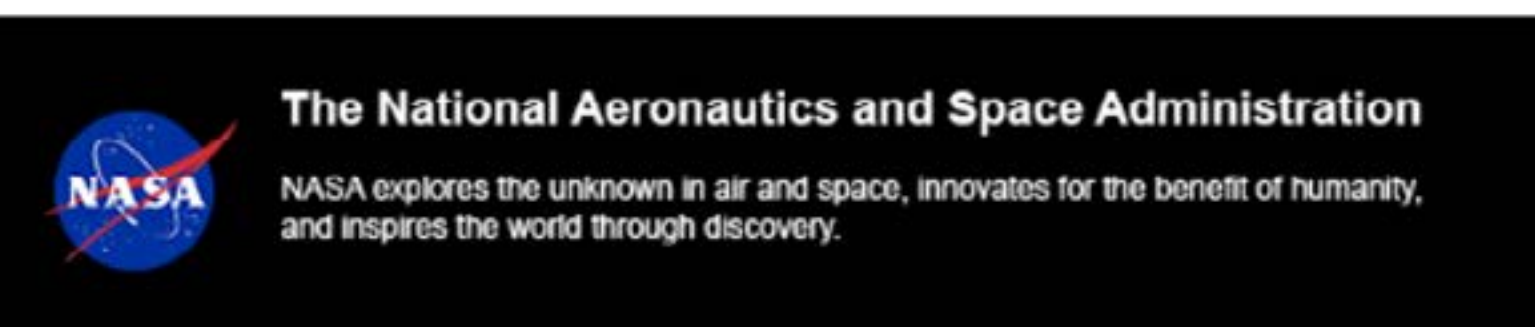 NASA
The National Aeronautics and Space Administration
NASA explores the unknown in air and space, innovates for the benefit of humanity,
and inspires the world through discovery.